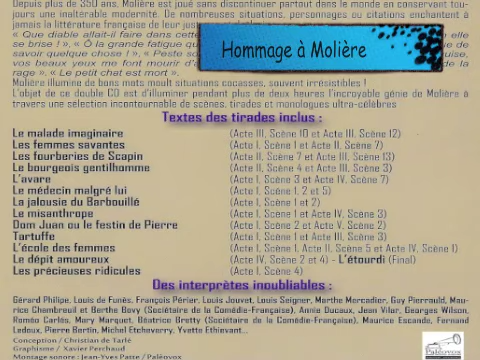 Depuis plus de 350 ans, Molière est joué sans discontinuer partout dans le monde en conservant tou-
jours une inaltérable modernité. De nombreuses situations, personnages ou citations enchantent à
jamais la littérature française de leur
« Que diable allait-il faire dans cette elle
se brise ! ». « Ô la grande fatigue que
savoir quelque chose ? ». « Peste so
vos beaux yeux me font mourir d' de la
rage ». « Le petit chat est mort ».
Hommage à Molière
Molière illumine de bons mots mault situations cocasses, souvent irrésistibles !
L'objet de ce double CD est d'illuminer pendant plus de deux heures l'incroyable génie de Molière à
travers une sélection incontournable de scènes, tirades et monologues ultra-célèbres
Textes des tirades inclus :
Le malade imaginaire (Acte III, Scène 10 et Acte III, Scène 12)
Les femmes savantes (Acte I, Scène 1 et Acte II, Scène 7)
Les fourberies de Scapin (Acte II, Scène 7 et Acte III, Scène 13)
Le bourgeois gentilhomme (Acte II, Scène 4 et Acte III, Scène 3)
L'avare (Acte I, Scène 3 et Acte IV, Scène 7)
Le médecin malgré lui (Acte I, Scène 1, 2 et 5)
La jalousie du Barbouillé (Acte I, Scène 1 et 2)
Le misanthrope (Acte I, Scène 1 et Acte IV, Scène 3)
Dom Juan ou le festin de Pierre (Acte I, Scène 2 et Acte V, Scène 2)
Tartuffe (Acte I, Scène 1 et Acte III, Scène 3)
L'école des femmes (Acte I, Scène 1, Acte II, Scène 5 et Acte IV, Scène 1)
Le dépit amoureux (Acte IV, Scène 2 et 4) - L'étourdi (Final)
Les précieuses ridicules (Acte I, Scène 4)
Des interprètes inoubliables :
Gérard Philipe, Louis de Funès, François Périer, Louis Jouvet, Louis Seigner, Marthe Mercadier, Guy Pierrauld, Mau-
rice Chambreuil et Berthe Bovy (Sociétaire de la Comédie-Française), Annie Ducaux, Jean Vilar, Georges Wilson,
Roméo Carlès, Mary Marquet, Béatrice Bretty (Sociétaire de la Comédie-Française), Maurice Escande, Fernand
Ledoux, Pierre Bertin, Michel Etcheverry, Yvette Ethievant...
Conception / Christian de Tarlé
Graphisme / Xavier Perchaud
Montage sonore : Jean-Yves Patte / Paléovox
Paléovox